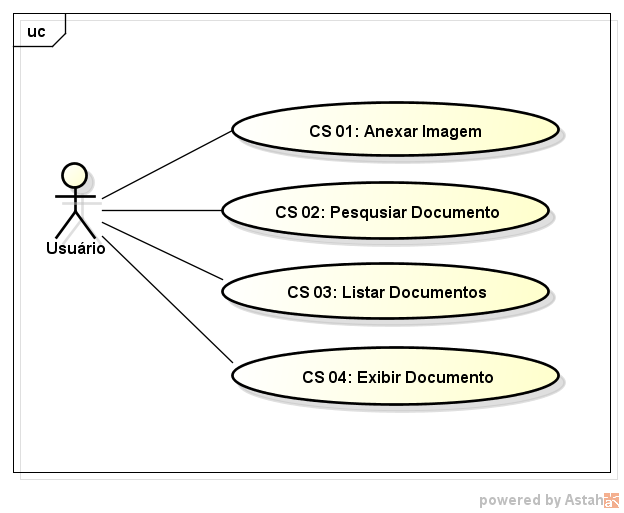 uc
CS 01: Anexar Imagem
CS 02: Pesqusiar Documento
Usuário
CS 03: Listar Documentos
CS 04: Exibir Documento
powered by Astah